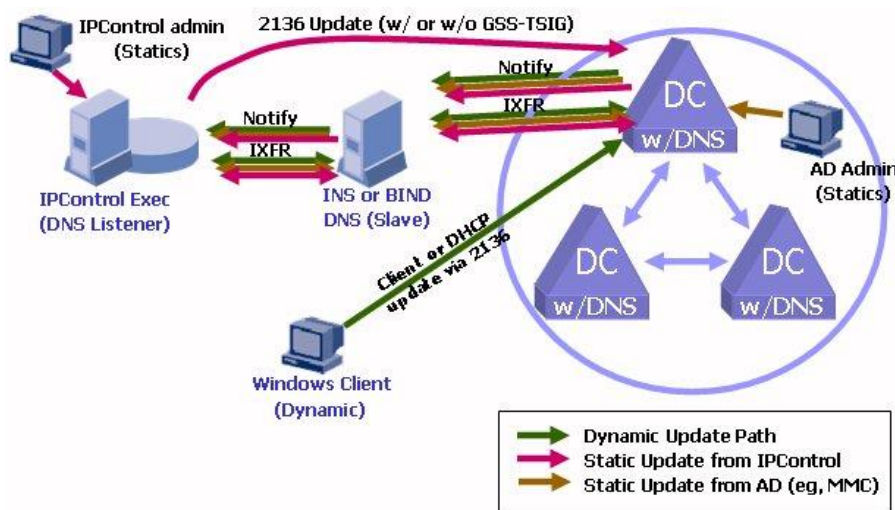 IPControl admin
(Statics)
2136 Update (w/ or w/o GSS-TSIG)
Notify
IXFR
IPControl Exec
(DNS Listener)
INS or BIND
DNS (Slave)
Notify
IXFR
DC
w/DNS
AD Admin
(Statics)
Client or DHCP
update via 2136
DC
w/DNS
DC
w/DNS
Windows Client
(Dynamic)
Dynamic Update Path
Static Update from IPControl
Static Update from AD (eg, MMC)